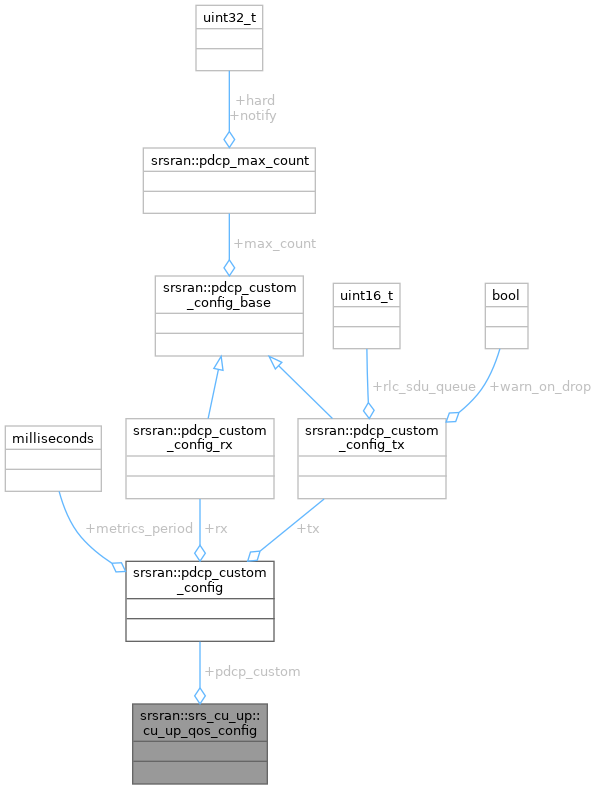 uint32_t
+hard
+notify
srsran::pdcp_max_count
+max_count
srsran::pdcp_custom
_config_base
uint16_t
bool
+rlc_sdu_queue
+warn_on_drop
milliseconds
srsran::pdcp_custom
_config_rx
srsran::pdcp_custom
_config_tx
+metrics_period
+rx
+tx
srsran::pdcp_custom
_config
+pdcp_custom
srsran::srs_cu_up::
cu_up_qos_config